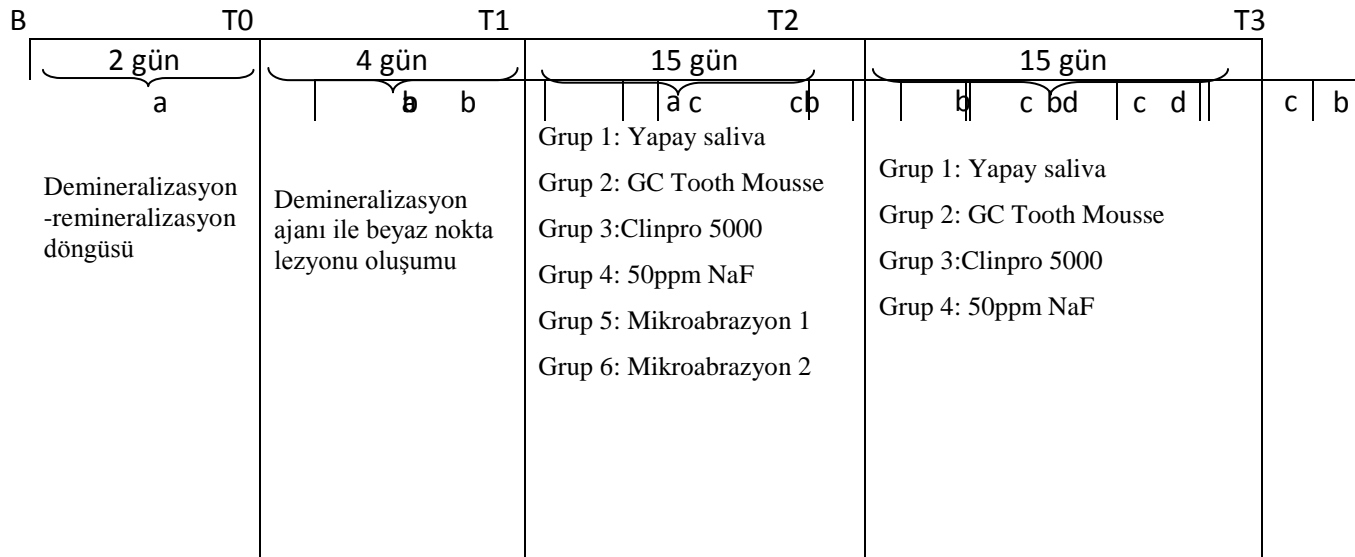 B T0 T1 T2 T3
2 gün 4 gün 15 gün 15 gün
a b b a c cb b c bd c d c b
Demineralizasyon
-remineralizasyon
döngüsü
Demineralizasyon
ajanı ile beyaz nokta
lezyonu oluşumu
Grup 1: Yapay saliva
Grup 2: GC Tooth Mousse
Grup 3:Clinpro 5000
Grup 4: 50ppm NaF
Grup 5: Mikroabrazyon 1
Grup 6: Mikroabrazyon 2
Grup 1: Yapay saliva
Grup 2: GC Tooth Mousse
Grup 3:Clinpro 5000
Grup 4: 50ppm NaF